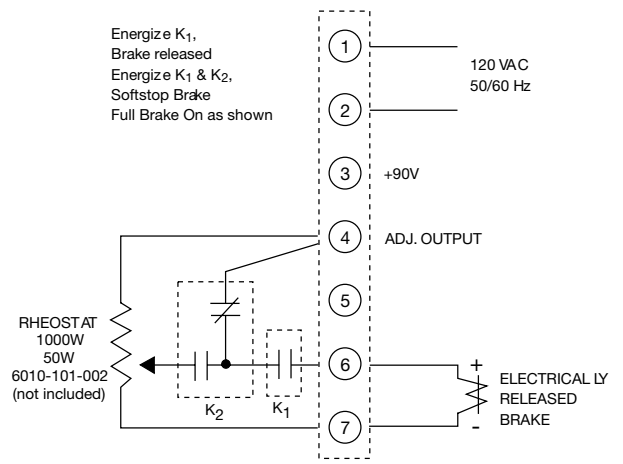 Energize K1,
Brake released
Energize K1 & K2,
Softstop Brake
Full Brake On as shown
1
120 VAC
50/60 Hz
2
3
+90V
4
ADJ. OUTPUT
5
RHEOSTAT
1000W
50W
6010-101-002
(not included)
K2
K1
6
7
+
ELECTRICALLY
RELEASED
BRAKE
-